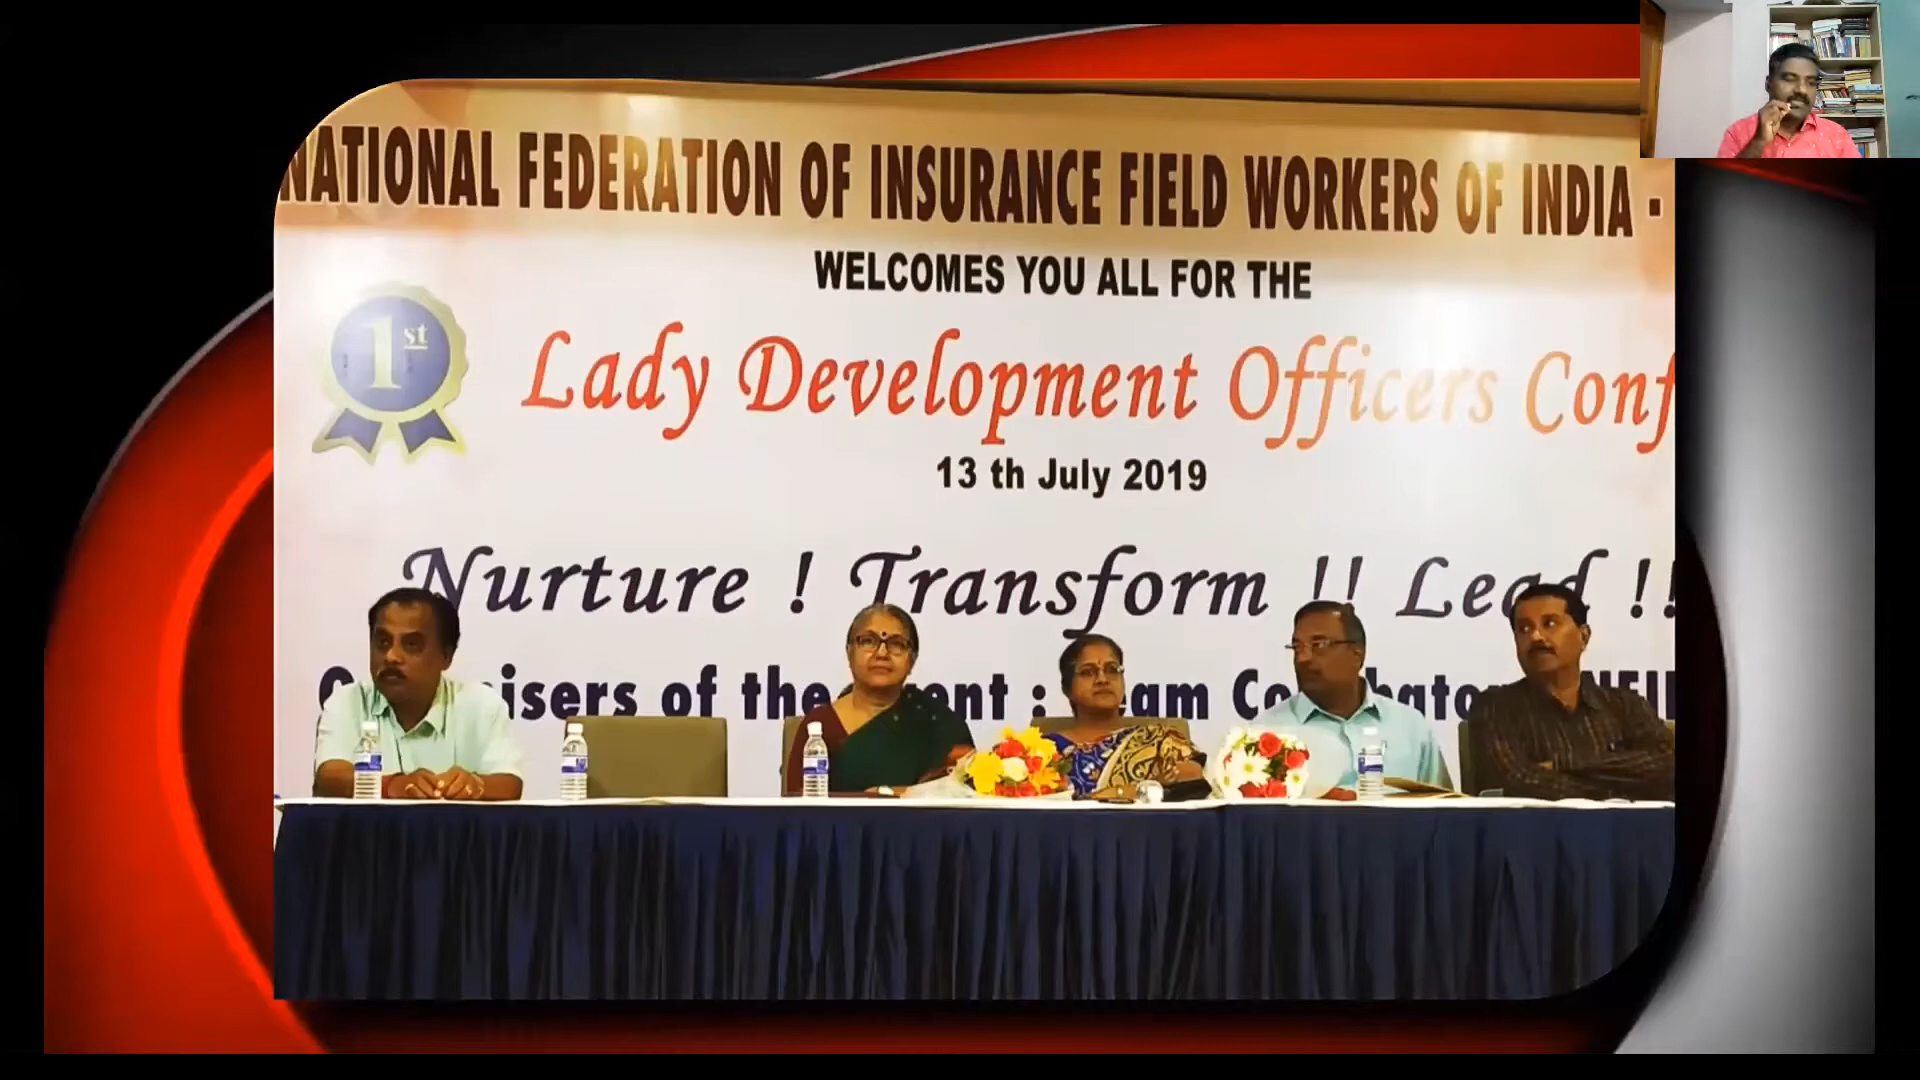 NATIONAL FEDERATION OF INSURANCE FIELD WORKERS OF INDIA -
WELCOMES YOU ALL FOR THE
1st
Lady Development Officers Conf
13 th July 2019
Nurture ! Transform !! Lead !!
of the :